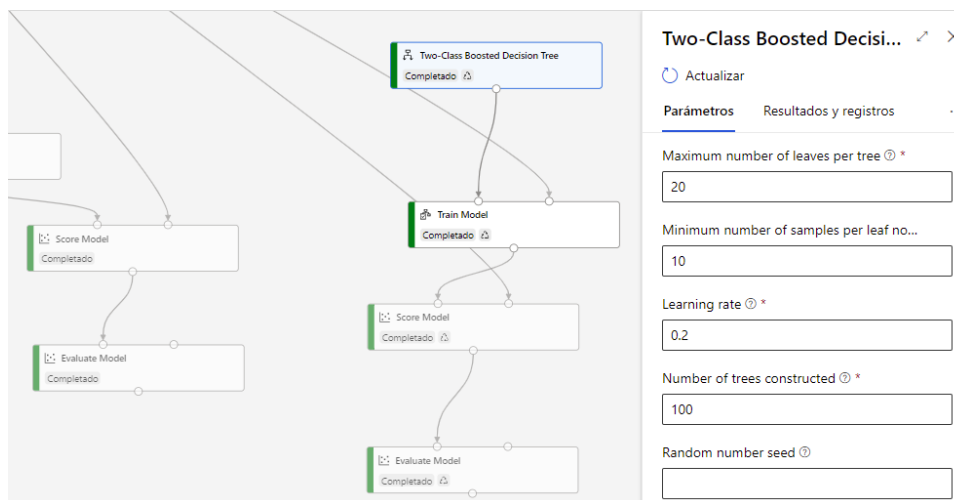 Two-Class Boosted Decision Tree
Completado
Train Model
Completado
Score Model
Completado
Score Model
Completado
Evaluate Model
Completado
Evaluate Model
Completado
Two-Class Boosted Decisi...
Actualizar
Parámetros
Resultados y registros
Maximum number of leaves per tree *
20
Minimum number of samples per leaf no...
10
Learning rate *
0.2
Number of trees constructed *
100
Random number seed